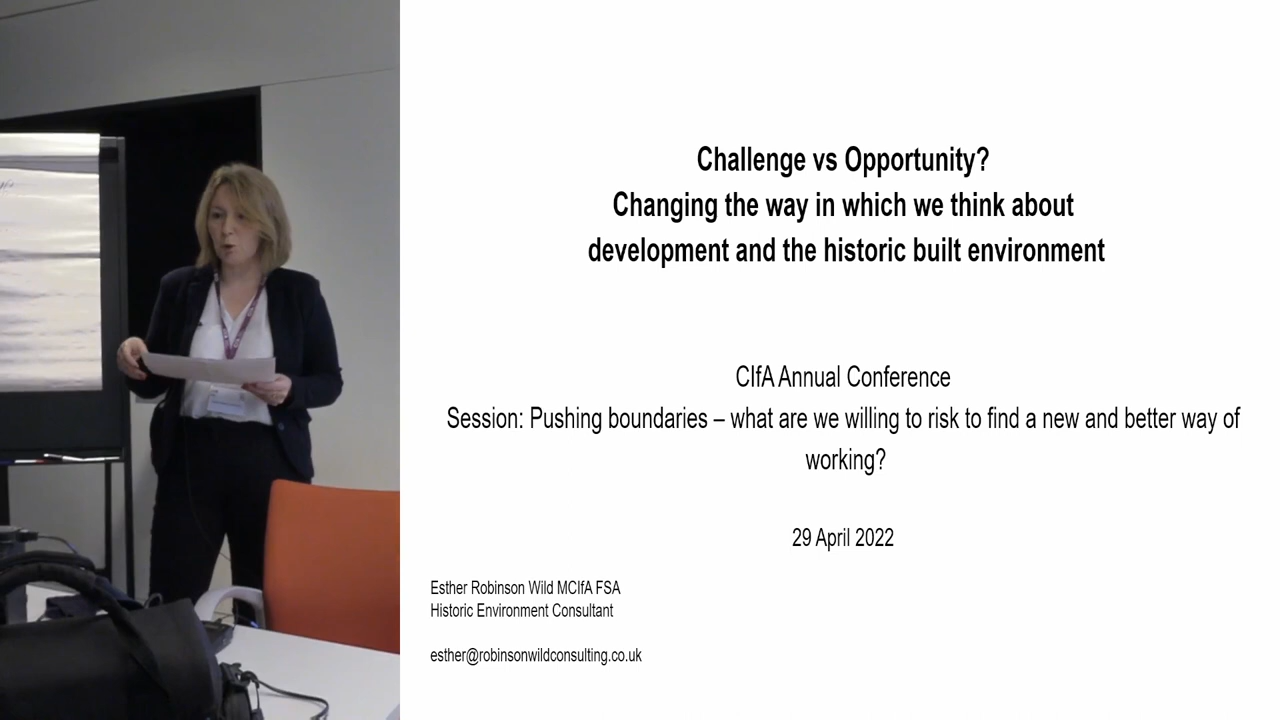 Challenge vs Opportunity?
Changing the way in which we think about
development and the historic built environment
CIfA Annual Conference
Session: Pushing boundaries – what are we willing to risk to find a new and better way of
working?
29 April 2022
Esther Robinson Wild MCIfA FSA
Historic Environment Consultant
esther@robinsonwildconsulting.co.uk